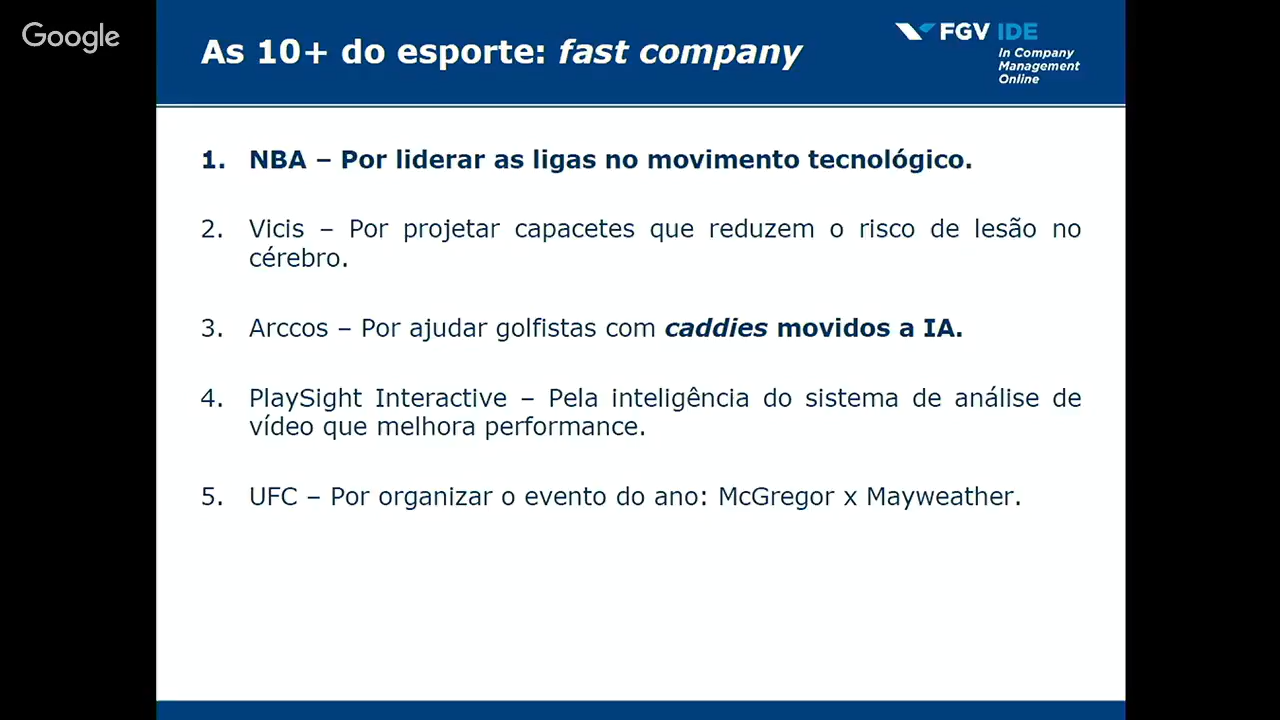 Google
As 10+ do esporte: fast company
FGV IDE
In Company
Management
Online
1. NBA – Por liderar as ligas no movimento tecnológico.
2. Vicis – Por projetar capacetes que reduzem o risco de lesão no
cérebro.
3. Arccos – Por ajudar golfistas com caddies movidos a IA.
4. PlaySight Interactive – Pela inteligência do sistema de análise de
vídeo que melhora performance.
5. UFC – Por organizar o evento do ano: McGregor x Mayweather.